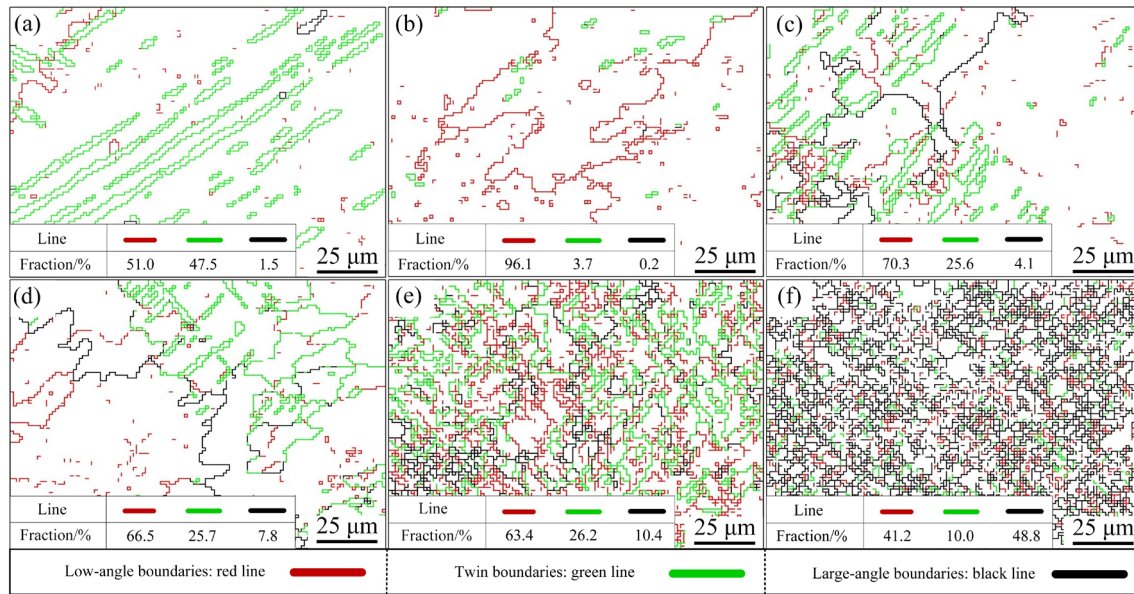 (a)
Line
Fraction/% 51.0 47.5 1.5
25 μm
(b)
Line
Fraction/% 96.1 3.7 0.2
25 μm
(c)
Line
Fraction/% 70.3 25.6 4.1
25 μm
(d)
Line
Fraction/% 66.5 25.7 7.8
25 μm
(e)
Line
Fraction/% 63.4 26.2 10.4
25 μm
(f)
Line
Fraction/% 41.2 10.0 48.8
25 μm
Low-angle boundaries: red line
Twin boundaries: green line
Large-angle boundaries: black line